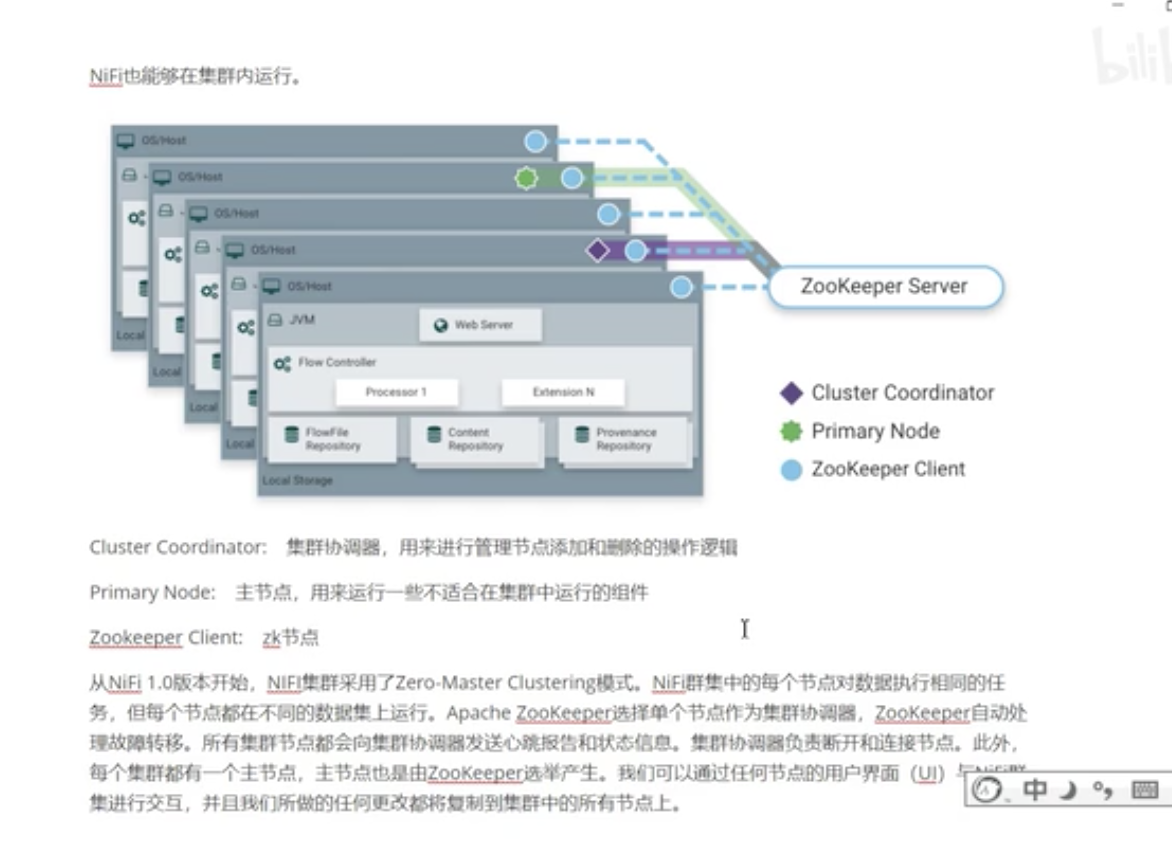 bilib
NiFi也能够在集群内运行。
OS/Host
OS/Host
OS/Host
OS/Host
OS/Host
ZooKeeper Server
JVM
Web Server
Flow Controller
Processor 1
Extension N
FlowFile Repository
Content Repository
Provenance Repository
Local
Local
Local
Local
Local Storage
Cluster Coordinator
Primary Node
ZooKeeper Client
Cluster Coordinator: 集群协调器，用来进行管理节点添加和删除的操作逻辑
Primary Node: 主节点，用来运行一些不适合在集群中运行的组件
Zookeeper Client: zk节点
从NiFi 1.0版本开始，NIFI集群采用了Zero-Master Clustering模式。NiFi群集中的每个节点对数据执行相同的任
务，但每个节点都在不同的数据集上运行。Apache ZooKeeper选择单个节点作为集群协调器，ZooKeeper自动处
理故障转移。所有集群节点都会向集群协调器发送心跳报告和状态信息。集群协调器负责断开和连接节点。此外，
每个集群都有一个主节点，主节点也是由ZooKeeper选举产生。我们可以通过任何节点的用户界面（UI）与NiFi群
集进行交互，并且我们所做的任何更改都将复制到集群中的所有节点上。
中